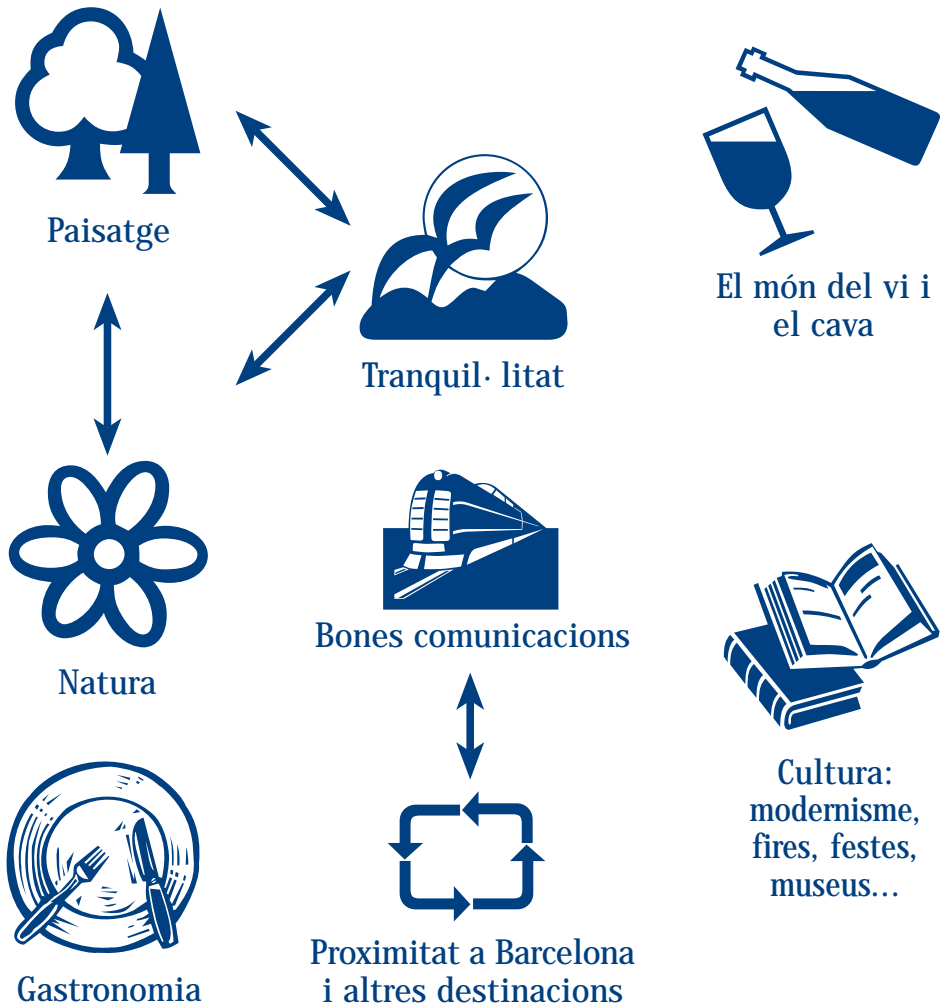 Paisatge
El món del vi i
el cava
Tranquil· litat
Bones comunicacions
Natura
Cultura:
modernisme,
fires, festes,
museus…
Proximitat a Barcelona
i altres destinacions
Gastronomia